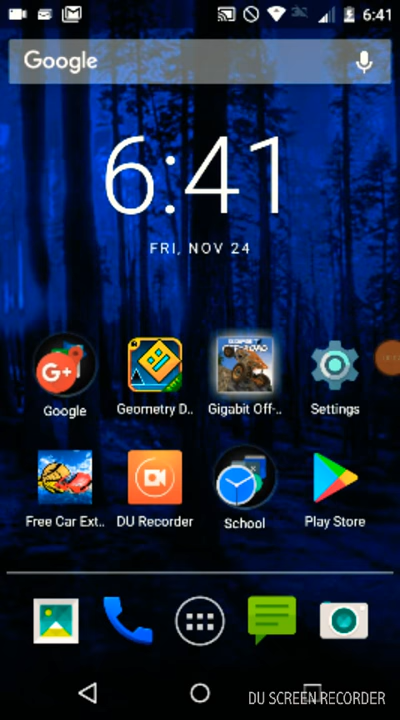 6:41
Google
6:41
FRI, NOV 24
Google
Geometry D..
Gigabit Off-..
Settings
Free Car Ext..
DU Recorder
School
Play Store
DU SCREEN RECORDER